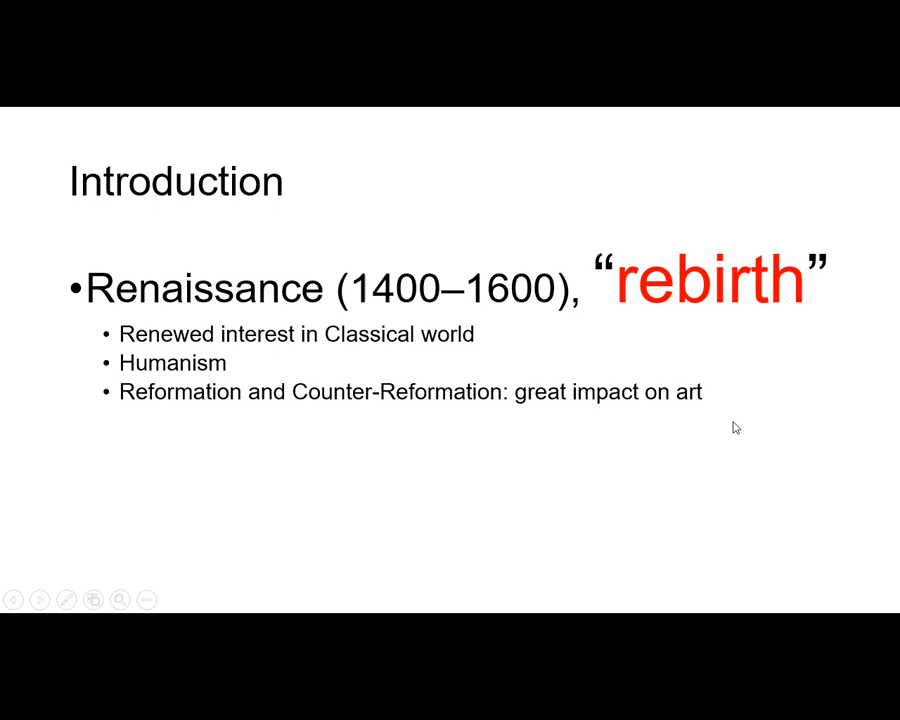 Introduction
•Renaissance (1400–1600), “rebirth”
• Renewed interest in Classical world
• Humanism
• Reformation and Counter-Reformation: great impact on art